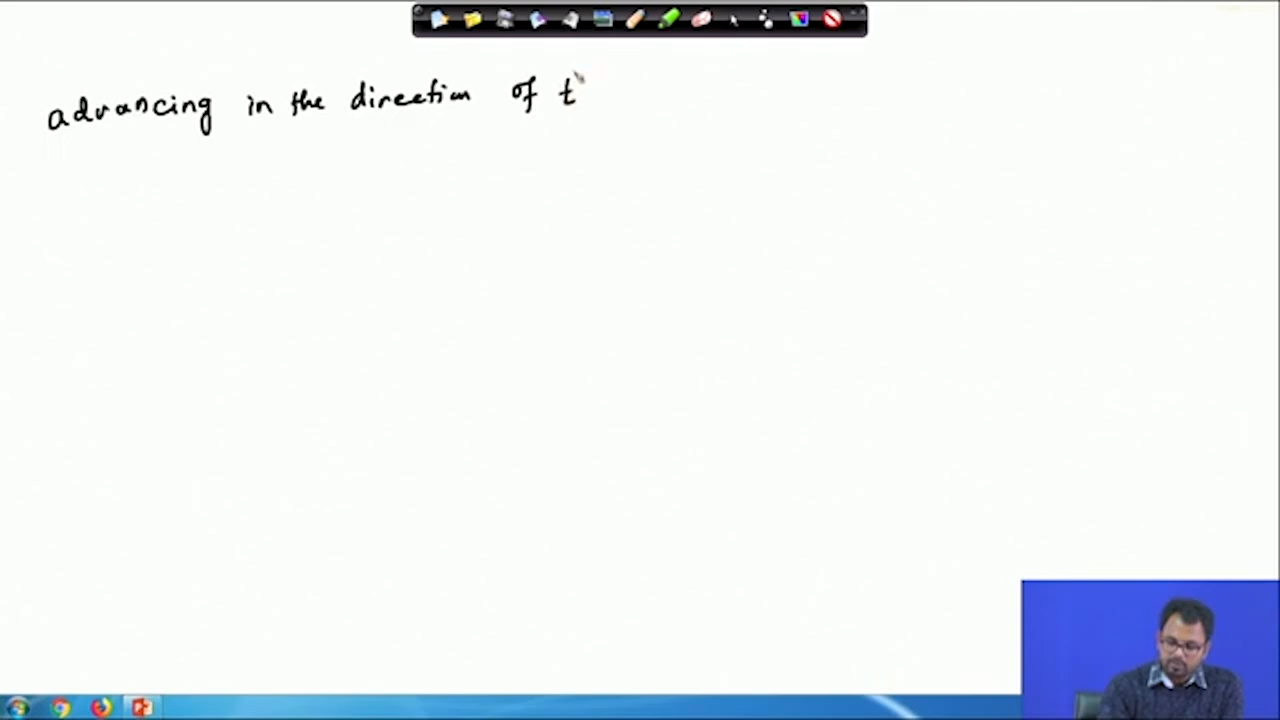 advancing in the direction of t